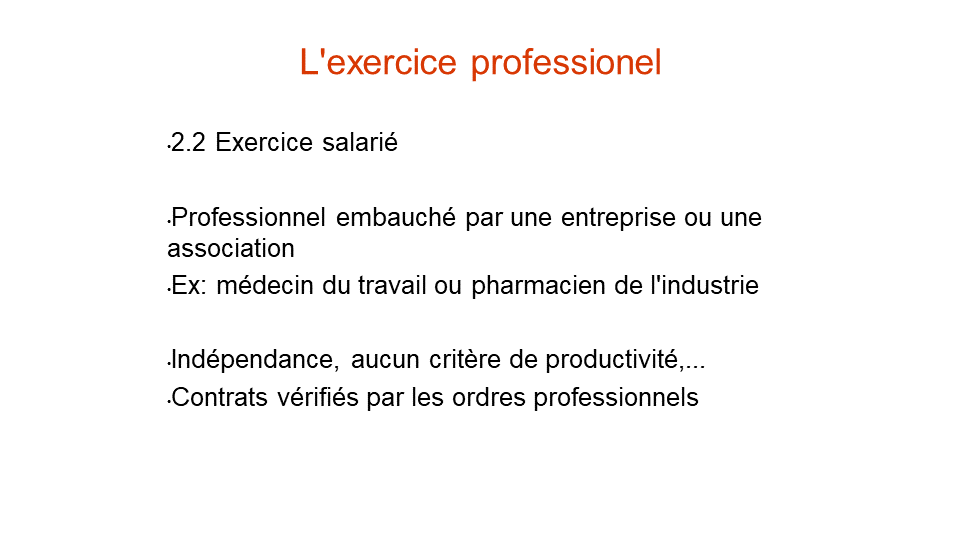 L'exercice professionel
•2.2 Exercice salarié
•Professionnel embauché par une entreprise ou une
association
•Ex: médecin du travail ou pharmacien de l'industrie
•Indépendance, aucun critère de productivité,...
•Contrats vérifiés par les ordres professionnels